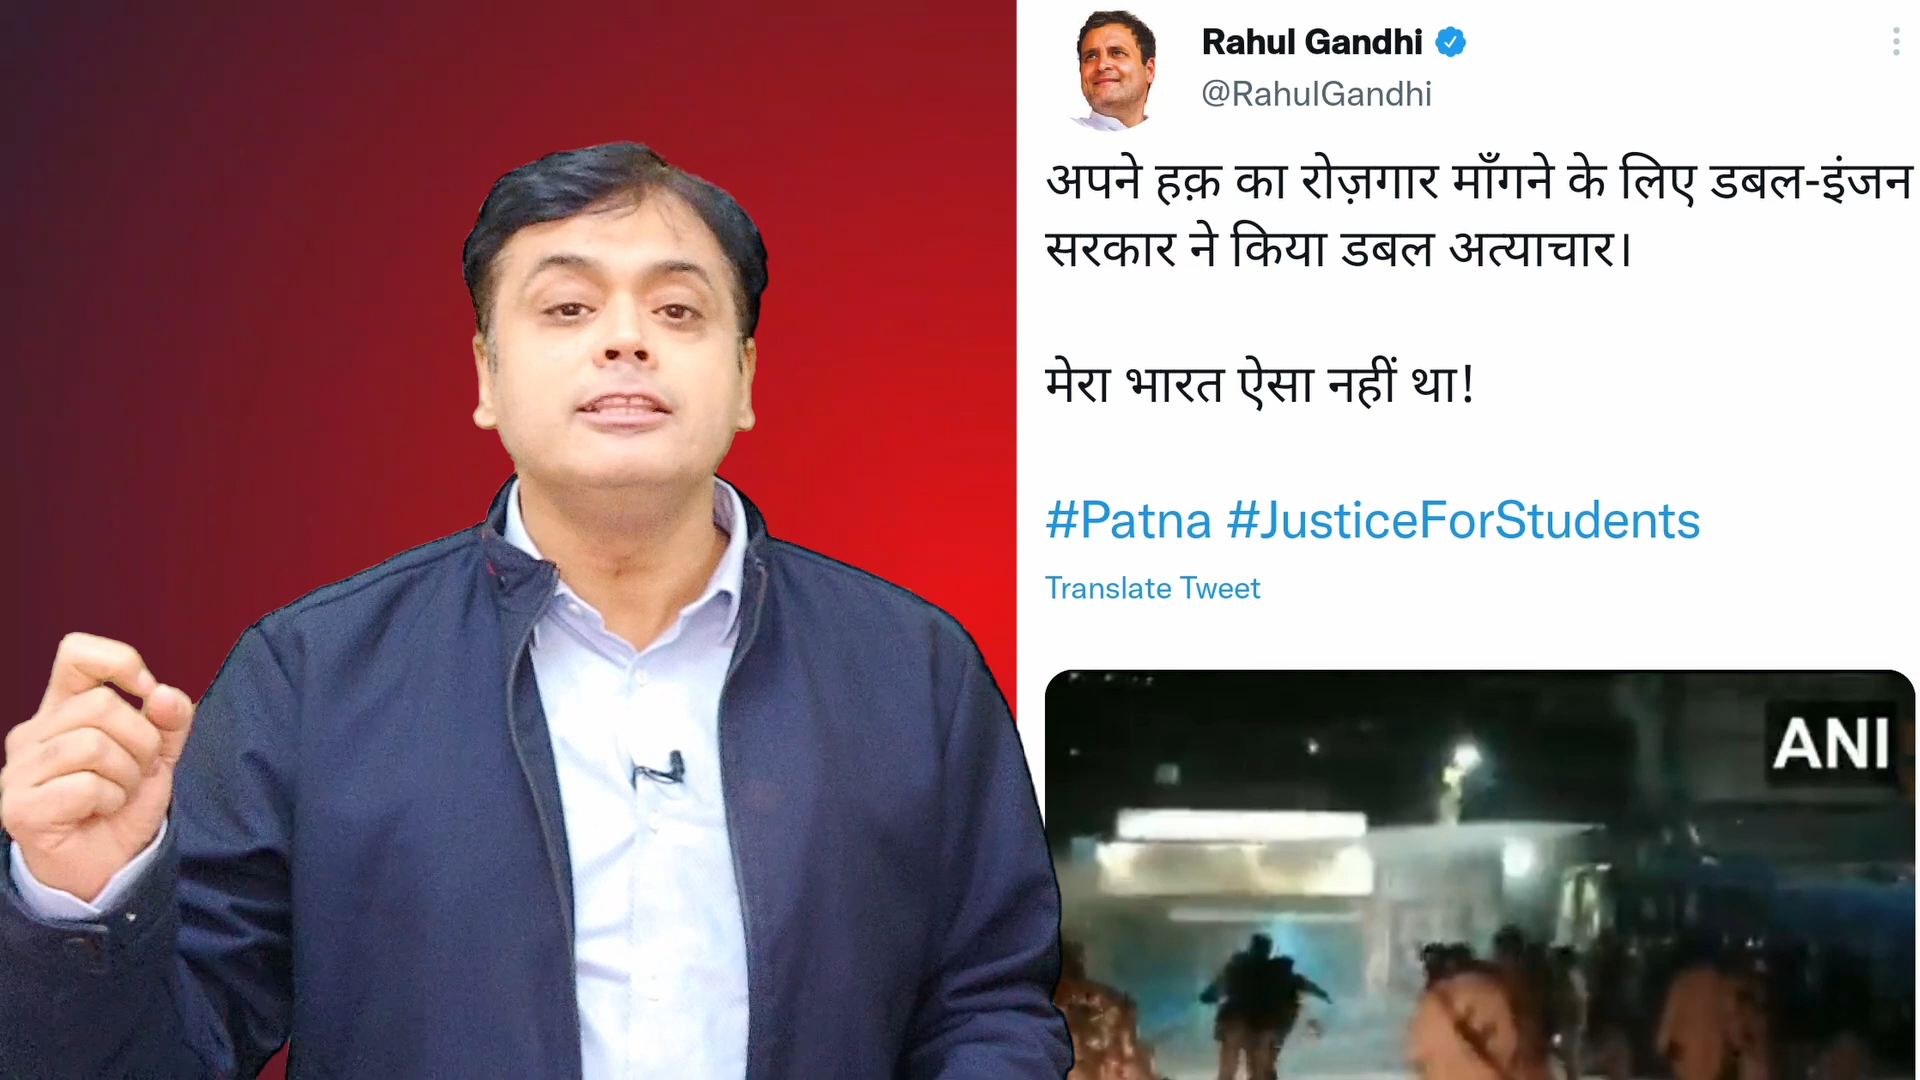 Rahul Gandhi
@RahulGandhi
अपने हक़ का रोज़गार माँगने के लिए डबल-इंजन
सरकार ने किया डबल अत्याचार।
मेरा भारत ऐसा नहीं था!
#Patna #JusticeForStudents
Translate Tweet
ANI